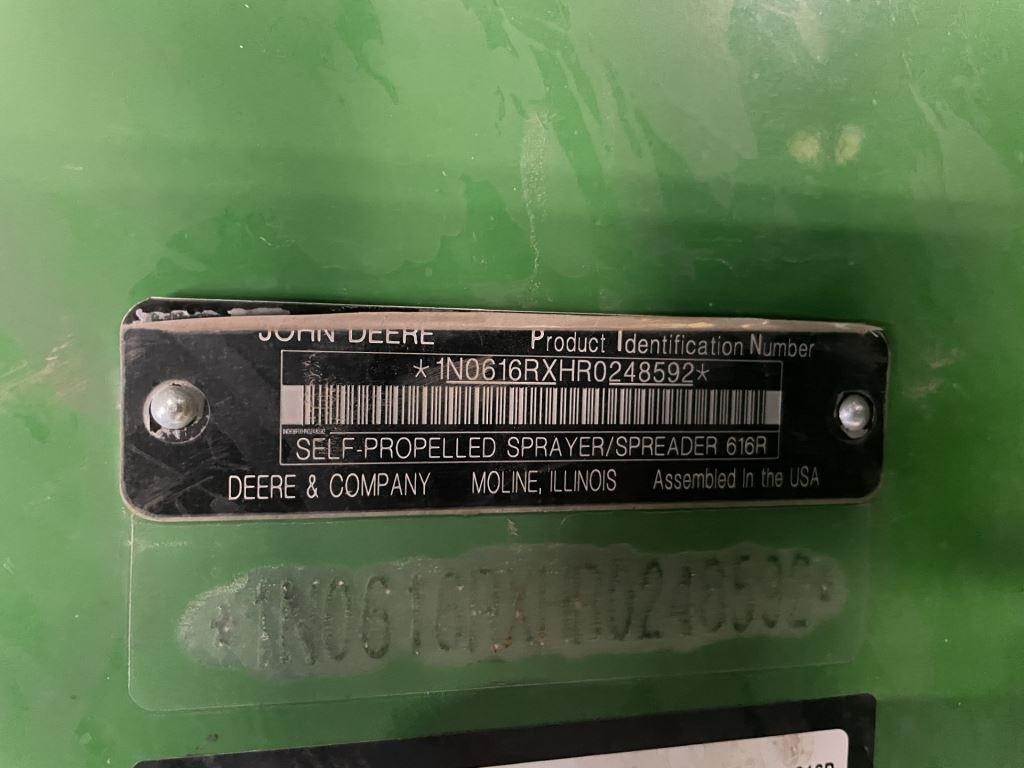 JOHN DEERE Product Identification Number
*1N0616RXHR0248592*
SELF-PROPELLED SPRAYER/SPREADER 616R
DEERE & COMPANY MOLINE, ILLINOIS Assembled in the USA
*1N0616RXHR0248592*